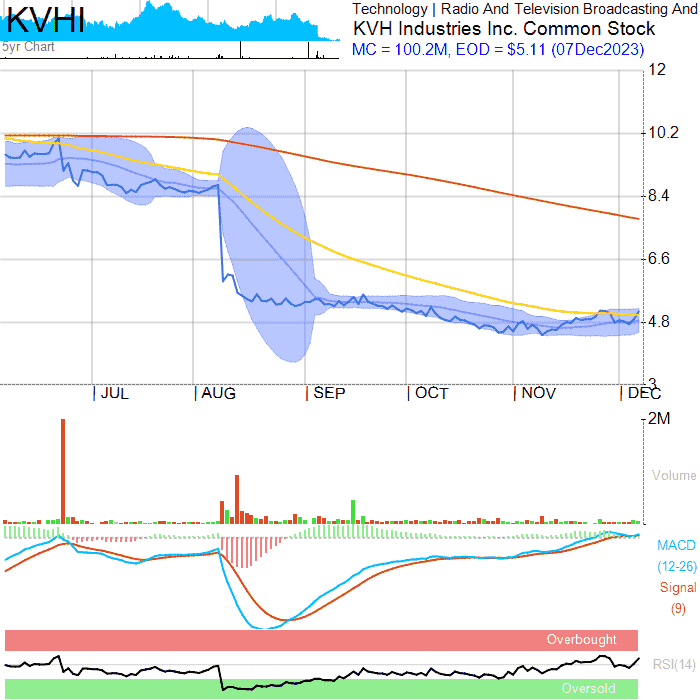 KVHI
5yr Chart
Technology | Radio And Television Broadcasting And
KVH Industries Inc. Common Stock
MC = 100.2M, EOD = $5.11 (07Dec2023)
12
10.2
8.4
6.6
4.8
3
JUL
AUG
SEP
OCT
NOV
DEC
2M
Volume
MACD
(12-26)
Signal
(9)
Overbought
RSI(14)
Oversold